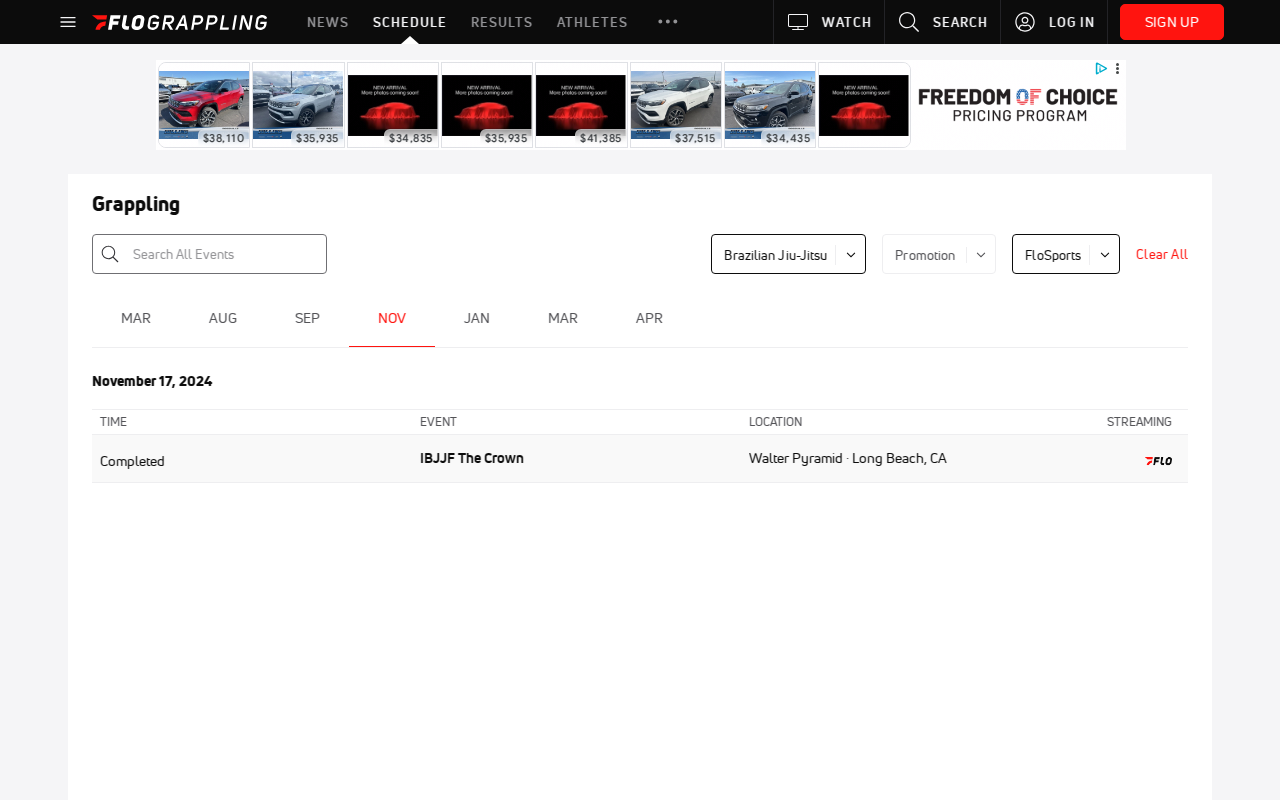 FLOGRAPPLING
NEWS
SCHEDULE
RESULTS
ATHLETES
WATCH
SEARCH
LOG IN
SIGN UP
NEW ARRIVAL
More photos coming soon!
NEW ARRIVAL
More photos coming soon!
NEW ARRIVAL
More photos coming soon!
NEW ARRIVAL
More photos coming soon!
$38,110
$35,935
$34,835
$35,935
$41,385
$37,515
$34,435
FREEDOM OF CHOICE
PRICING PROGRAM
Grappling
Search All Events
Brazilian Jiu-Jitsu
Promotion
FloSports
Clear All
MAR
AUG
SEP
NOV
JAN
MAR
APR
November 17, 2024
TIME
EVENT
LOCATION
STREAMING
Completed
IBJJF The Crown
Walter Pyramid · Long Beach, CA
FLO